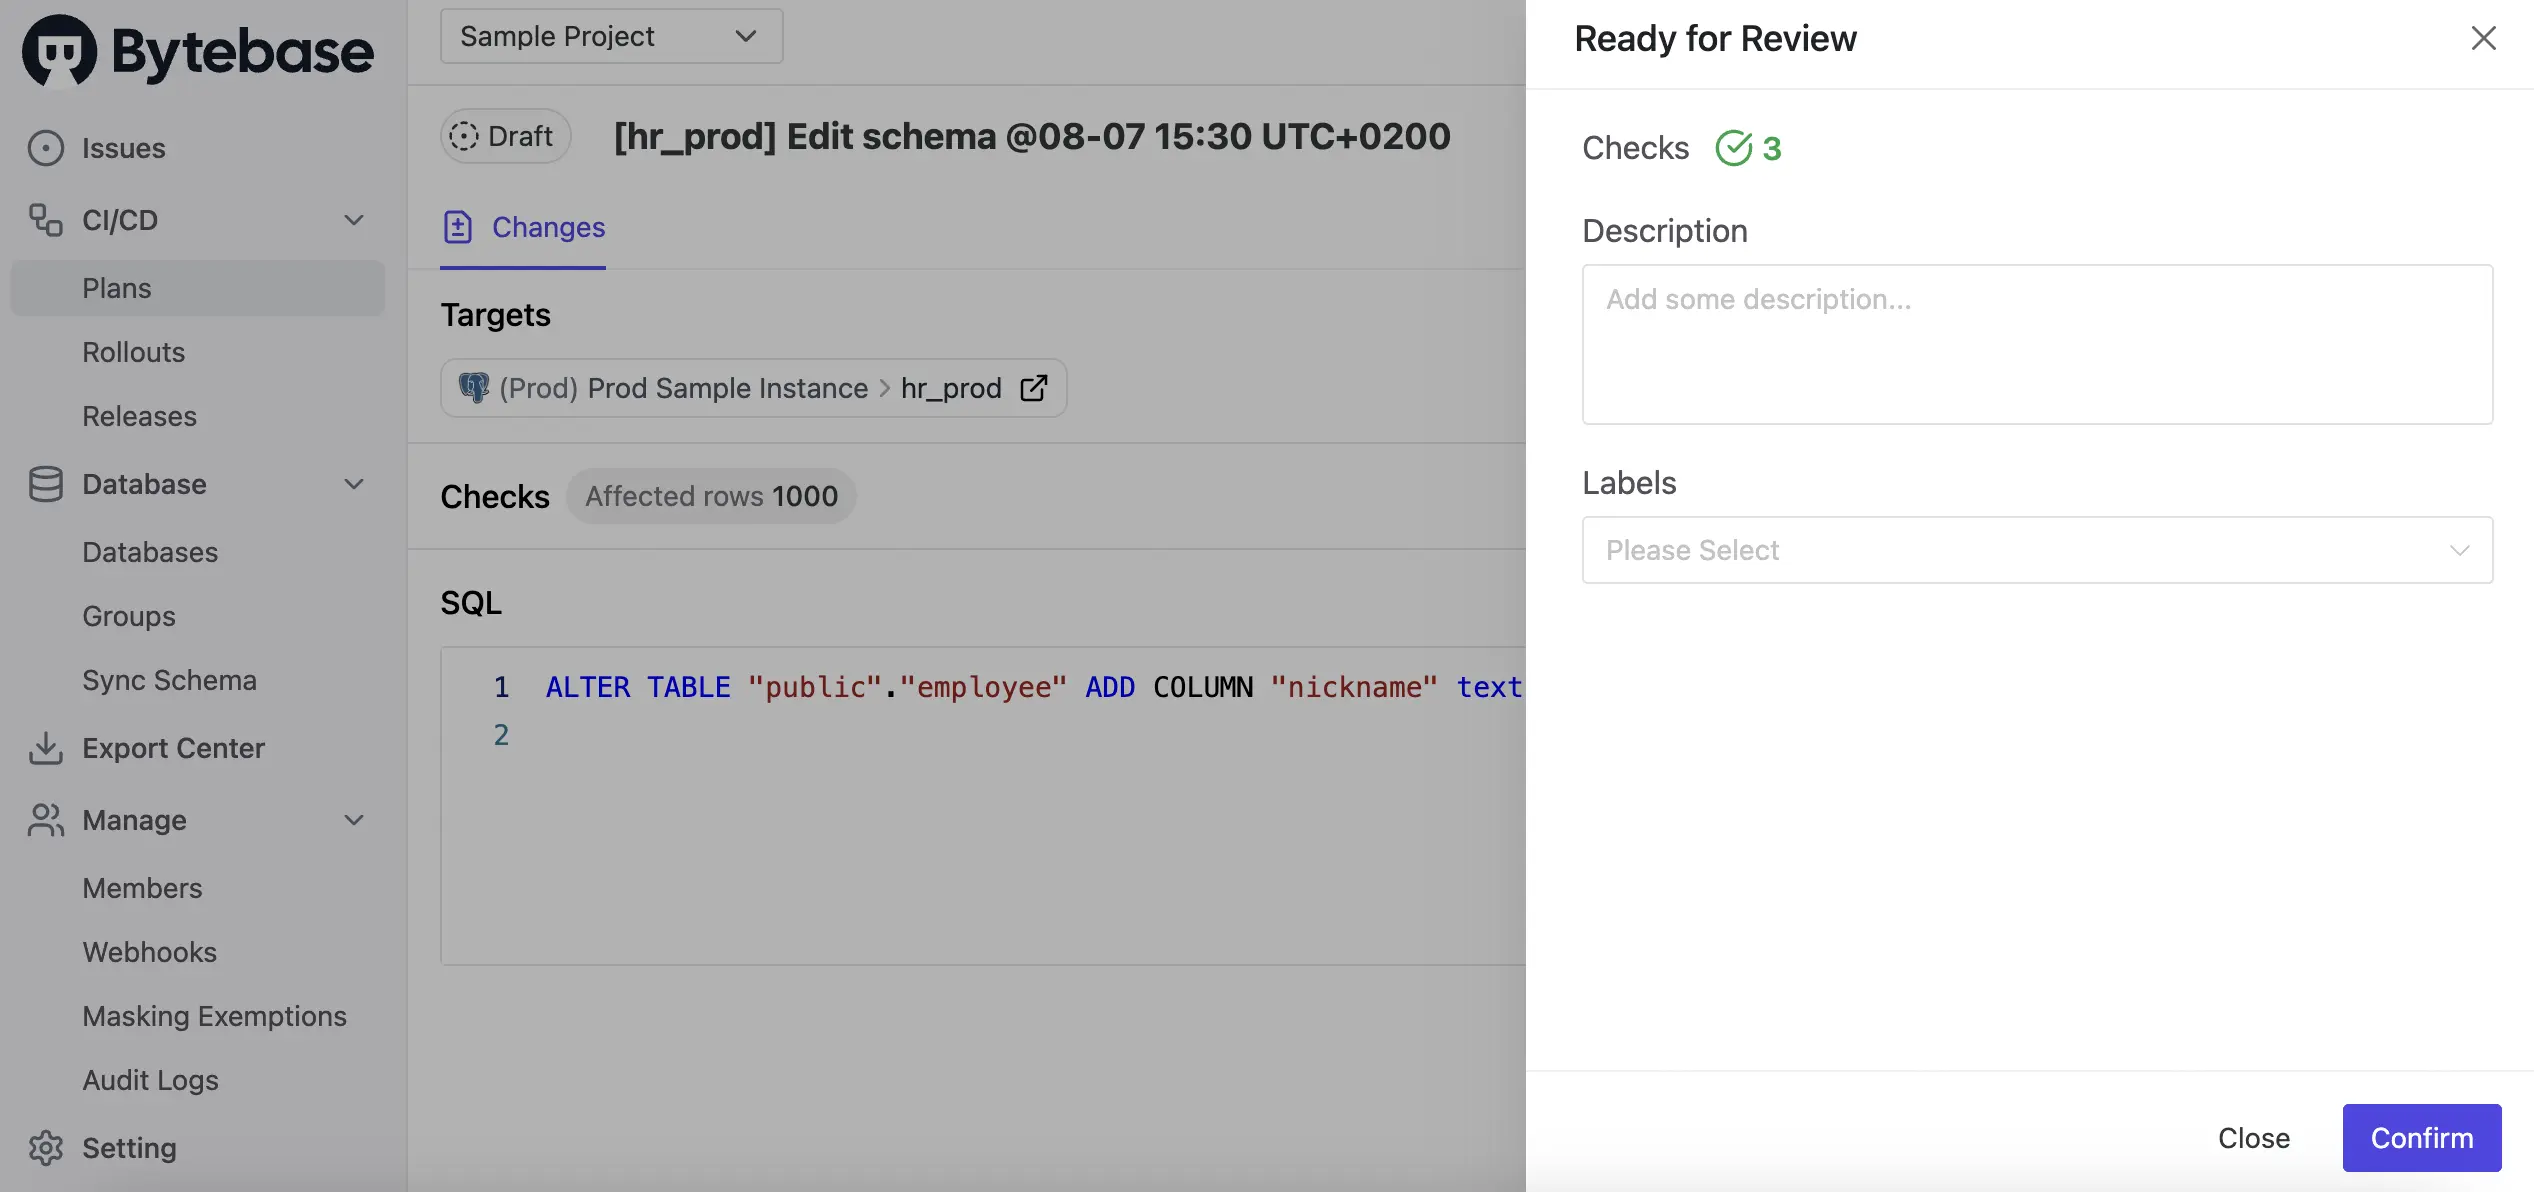 Bytebase
Issues
CI/CD
Plans
Rollouts
Releases
Database
Databases
Groups
Sync Schema
Export Center
Manage
Members
Webhooks
Masking Exemptions
Audit Logs
Setting
Sample Project
Draft
[hr_prod] Edit schema @08-07 15:30 UTC+0200
Changes
Targets
(Prod) Prod Sample Instance > hr_prod
Checks Affected rows 1000
SQL
1 ALTER TABLE "public"."employee" ADD COLUMN "nickname" text
2
Ready for Review
Checks 3
Description
Add some description...
Labels
Please Select
Close
Confirm